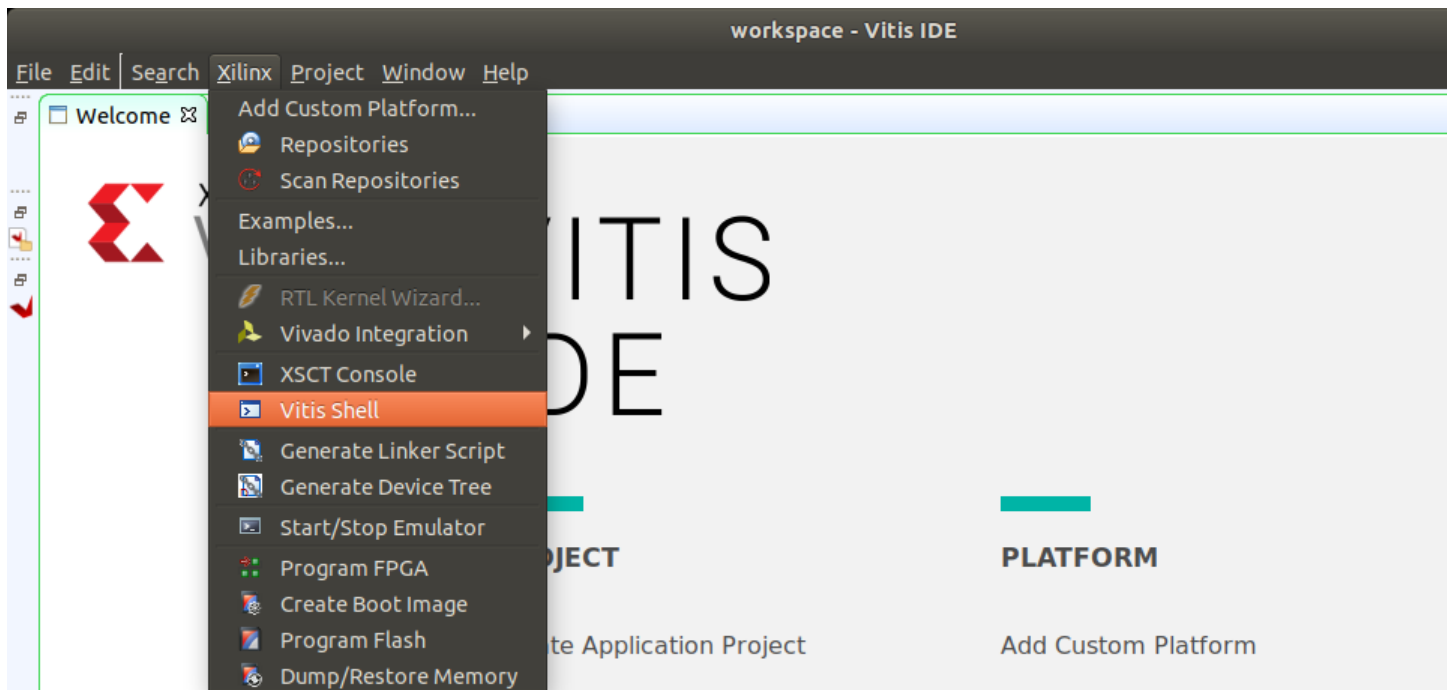 workspace - Vitis IDE
File Edit Search Xilinx Project Window Help
Welcome
Add Custom Platform...
Repositories
Scan Repositories
Examples...
Libraries...
RTL Kernel Wizard...
Vivado Integration
XSCT Console
Vitis Shell
Generate Linker Script
Generate Device Tree
Start/Stop Emulator
Program FPGA
Create Boot Image
Program Flash
Dump/Restore Memory
ITIS
DE
JECT
te Application Project
PLATFORM
Add Custom Platform